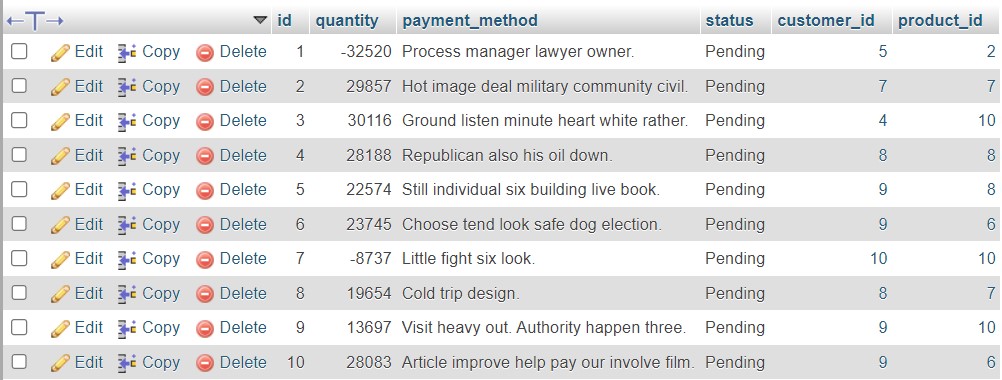 id quantity payment_method status customer_id product_id
Edit Copy Delete 1 -32520 Process manager lawyer owner. Pending 5 2
Edit Copy Delete 2 29857 Hot image deal military community civil. Pending 7 7
Edit Copy Delete 3 30116 Ground listen minute heart white rather. Pending 4 10
Edit Copy Delete 4 28188 Republican also his oil down. Pending 8 8
Edit Copy Delete 5 22574 Still individual six building live book. Pending 9 8
Edit Copy Delete 6 23745 Choose tend look safe dog election. Pending 9 6
Edit Copy Delete 7 -8737 Little fight six look. Pending 10 10
Edit Copy Delete 8 19654 Cold trip design. Pending 8 7
Edit Copy Delete 9 13697 Visit heavy out. Authority happen three. Pending 9 10
Edit Copy Delete 10 28083 Article improve help pay our involve film. Pending 9 6